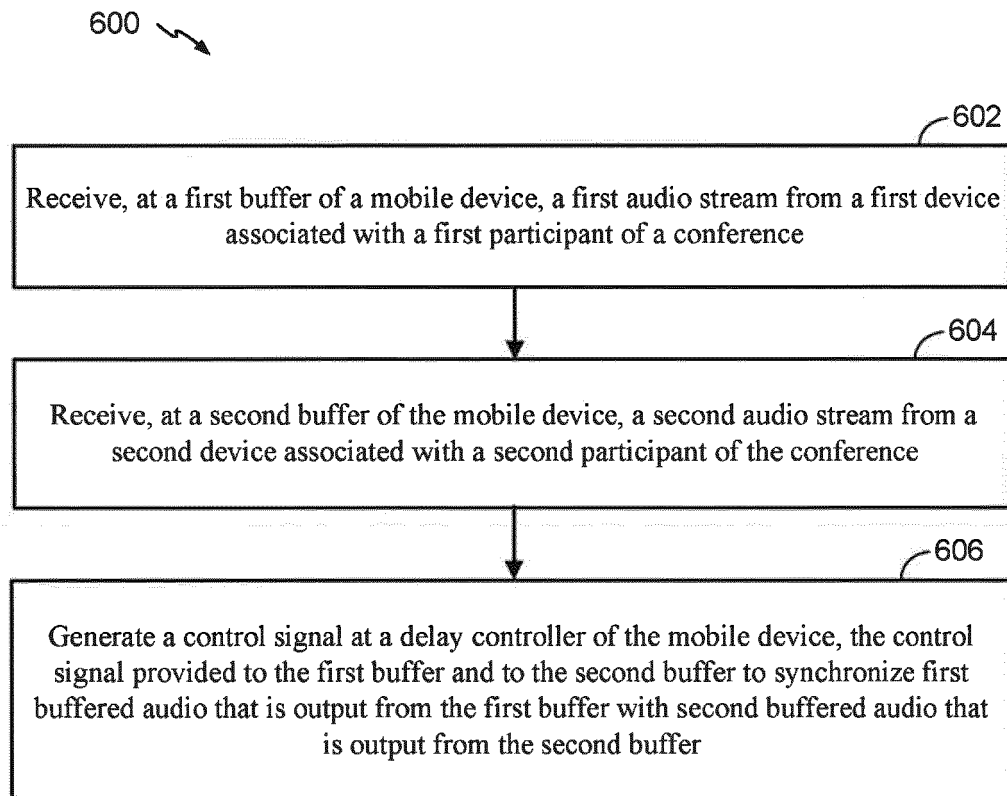 600
602
Receive, at a first buffer of a mobile device, a first audio stream from a first device
associated with a first participant of a conference
604
Receive, at a second buffer of the mobile device, a second audio stream from a
second device associated with a second participant of the conference
606
Generate a control signal at a delay controller of the mobile device, the control
signal provided to the first buffer and to the second buffer to synchronize first
buffered audio that is output from the first buffer with second buffered audio that
is output from the second buffer